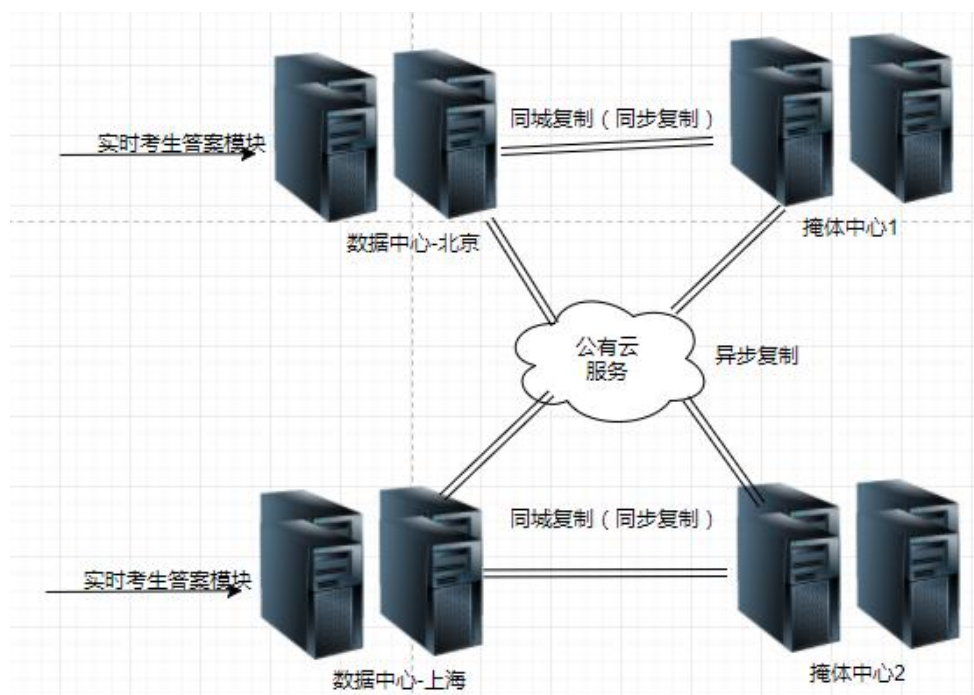 同城复制（同步复制）
实时考生答案模块
数据中心-北京
掩体中心1
公有云
服务
异步复制
同城复制（同步复制）
实时考生答案模块
数据中心-上海
掩体中心2